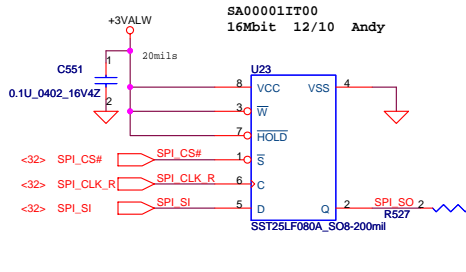 SA00001IT00
16Mbit 12/10 Andy
+3VALW
20mils
C551
1
0.1U_0402_16V4Z
2
U23
8 VCC VSS 4
3 W
7 HOLD
<32> SPI_CS# SPI_CS# 1 S
<32> SPI_CLK_R SPI_CLK_R 6 C
<32> SPI_SI SPI_SI 5 D Q 2 SPI_SO 2
R527
SST25LF080A_SO8-200mil